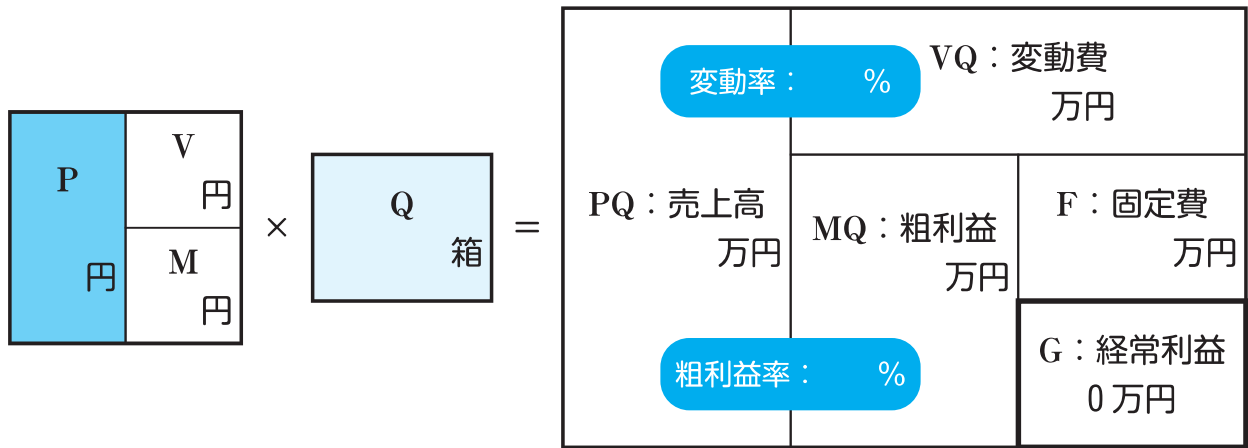 P
円
V
円
M
円
×
Q
箱
＝
PQ：売上高
万円
変動率：　　%
粗利益率：　　%
VQ：変動費
万円
MQ：粗利益
万円
F：固定費
万円
G：経常利益
0 万円